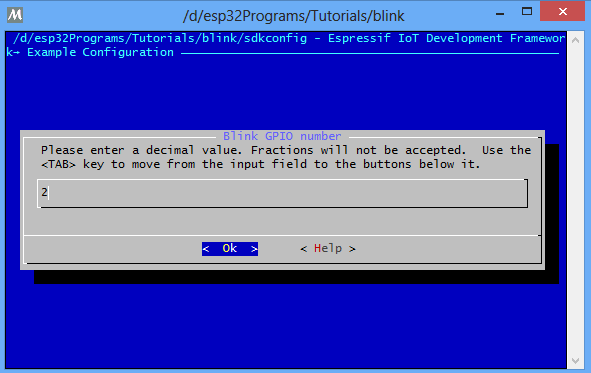 /d/esp32Programs/Tutorials/blink
/d/esp32Programs/Tutorials/blink/sdkconfig - Espressif IoT Development Framewor
k→ Example Configuration
Blink GPIO number
Please enter a decimal value. Fractions will not be accepted.  Use the
<TAB> key to move from the input field to the buttons below it.
2
<  Ok  >      < Help >